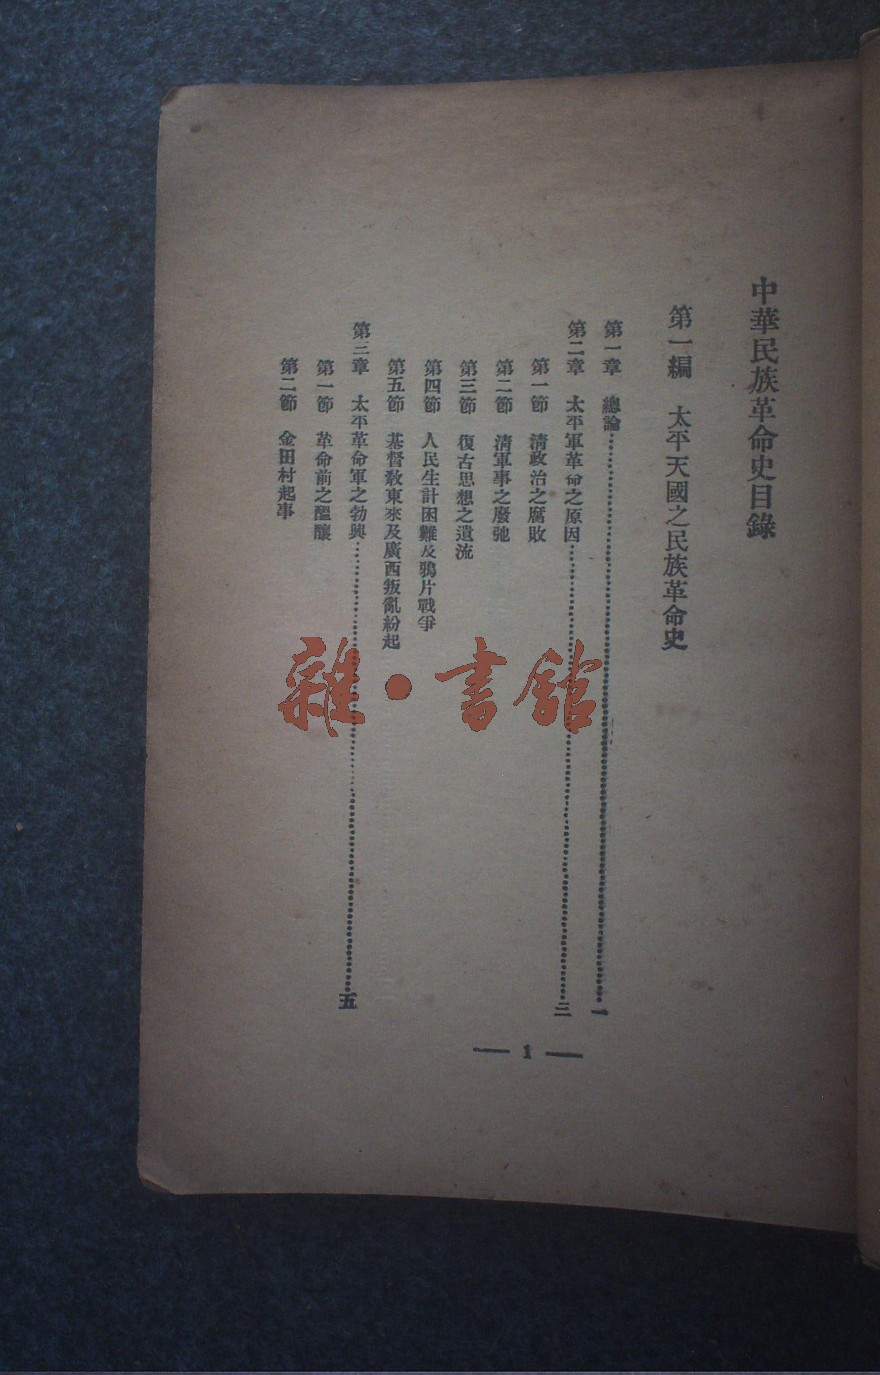 中華民族革命史目錄
第一編　太平天國之民族革命史
第一章　總論…………一
第二章　太平軍革命之原因…………三
第一節　清政治之腐敗
第二節　清軍事之廢弛
第三節　復古思想之遺流
第四節　人民生計困難及鴉片戰爭
第五節　基督教東來及廣西叛亂紛起
第三章　太平革命軍之勃興…………五
第一節　革命前之醞釀
第二節　金田村起事
— 1 —
雜・書館